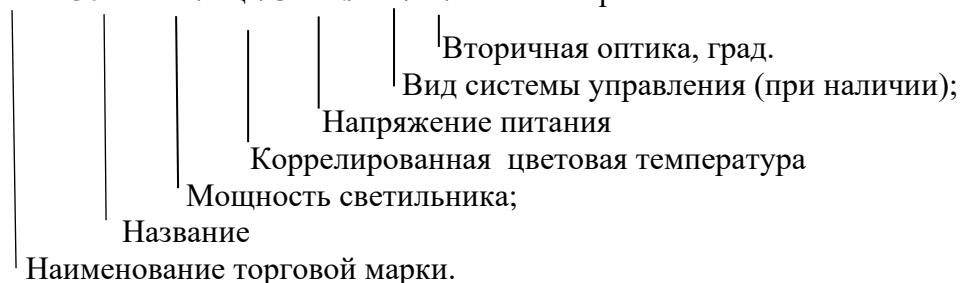 Вторичная оптика, град.
Вид системы управления (при наличии);
Напряжение питания
Коррелированная цветовая температура
Мощность светильника;
Название
Наименование торговой марки.